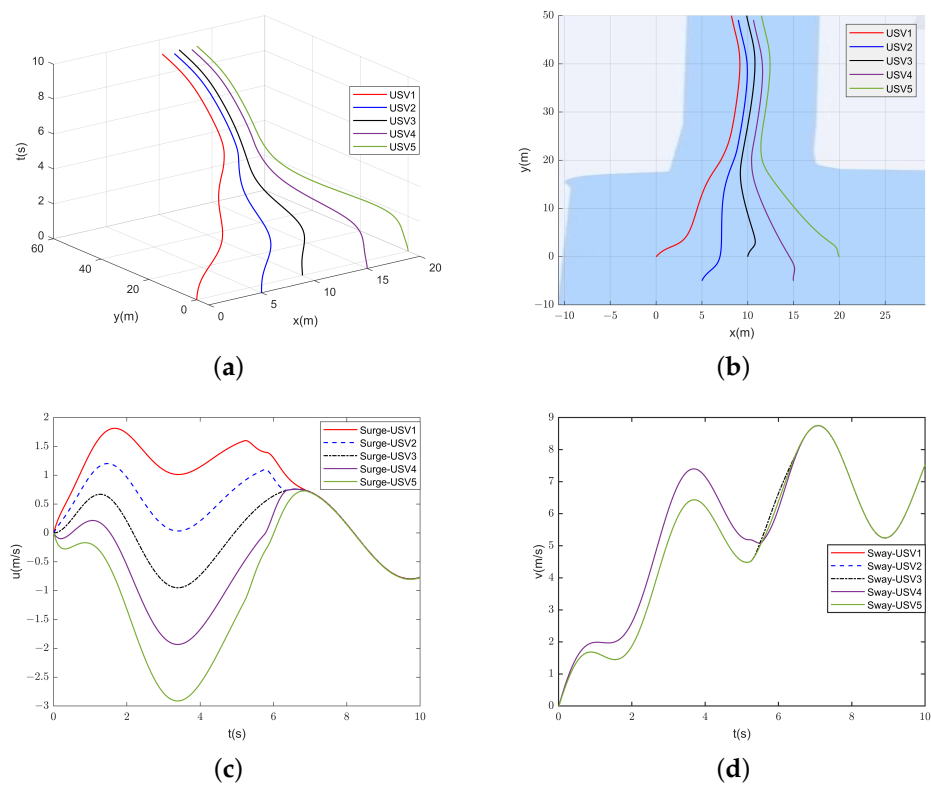 10
8
6
4
2
0
t(s)
60
40
20
0
y(m)
0
5
10
15
20
x(m)
USV1
USV2
USV3
USV4
USV5
(a)
50
40
30
20
10
0
−10
y(m)
−10
−5
0
5
10
15
20
25
x(m)
USV1
USV2
USV3
USV4
USV5
(b)
2
1.5
1
0.5
0
-0.5
-1
-1.5
-2
-2.5
-3
u(m/s)
0
2
4
6
8
10
t(s)
Surge-USV1
Surge-USV2
Surge-USV3
Surge-USV4
Surge-USV5
(c)
9
8
7
6
5
4
3
2
1
0
v(m/s)
0
2
4
6
8
10
t(s)
Sway-USV1
Sway-USV2
Sway-USV3
Sway-USV4
Sway-USV5
(d)